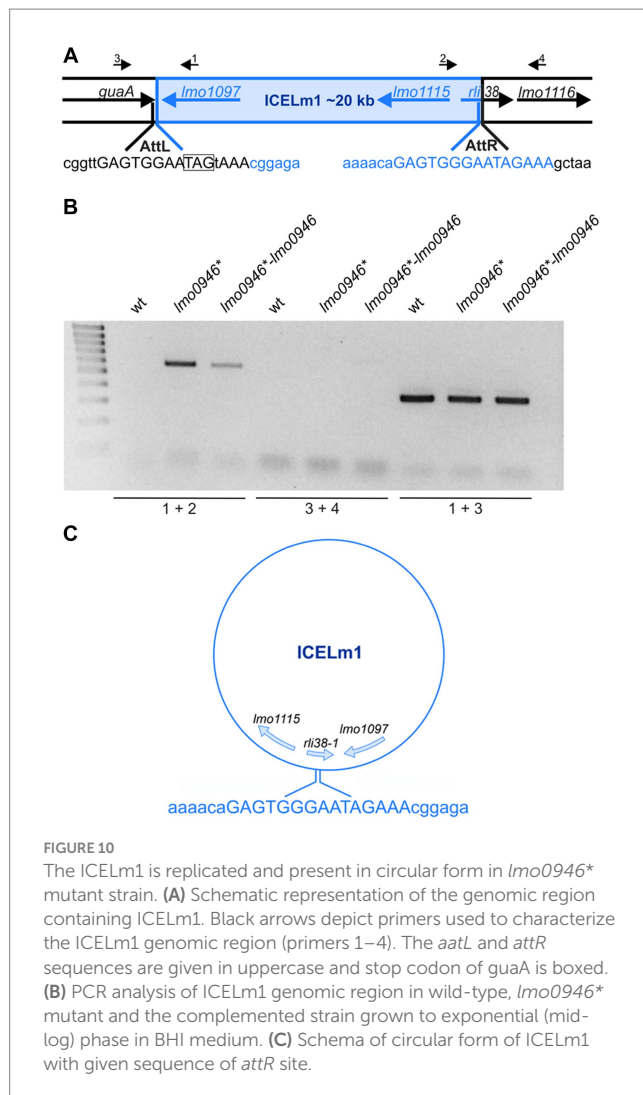 A
3
1
2
4
guaA
lmo1097
ICELm1 ~20 kb
lmo1115
rli38
lmo1116
AttL
AttR
cggttGAGTGGAATAGtAAAcggaga
aaaacaGAGTGGGAATAGAAAgctaa
B
wt
lmo0946*
lmo0946*-lmo0946
wt
lmo0946*
lmo0946*-lmo0946
wt
lmo0946*
lmo0946*-lmo0946
1 + 2
3 + 4
1 + 3
C
ICELm1
lmo1115
rli38-1
lmo1097
aaaacaGAGTGGGAATAGAAAcggaga
FIGURE 10
The ICELm1 is replicated and present in circular form in lmo0946*
mutant strain. (A) Schematic representation of the genomic region
containing ICELm1. Black arrows depict primers used to characterize
the ICELm1 genomic region (primers 1–4). The aatL and attR
sequences are given in uppercase and stop codon of guaA is boxed.
(B) PCR analysis of ICELm1 genomic region in wild-type, lmo0946*
mutant and the complemented strain grown to exponential (mid-
log) phase in BHI medium. (C) Schema of circular form of ICELm1
with given sequence of attR site.